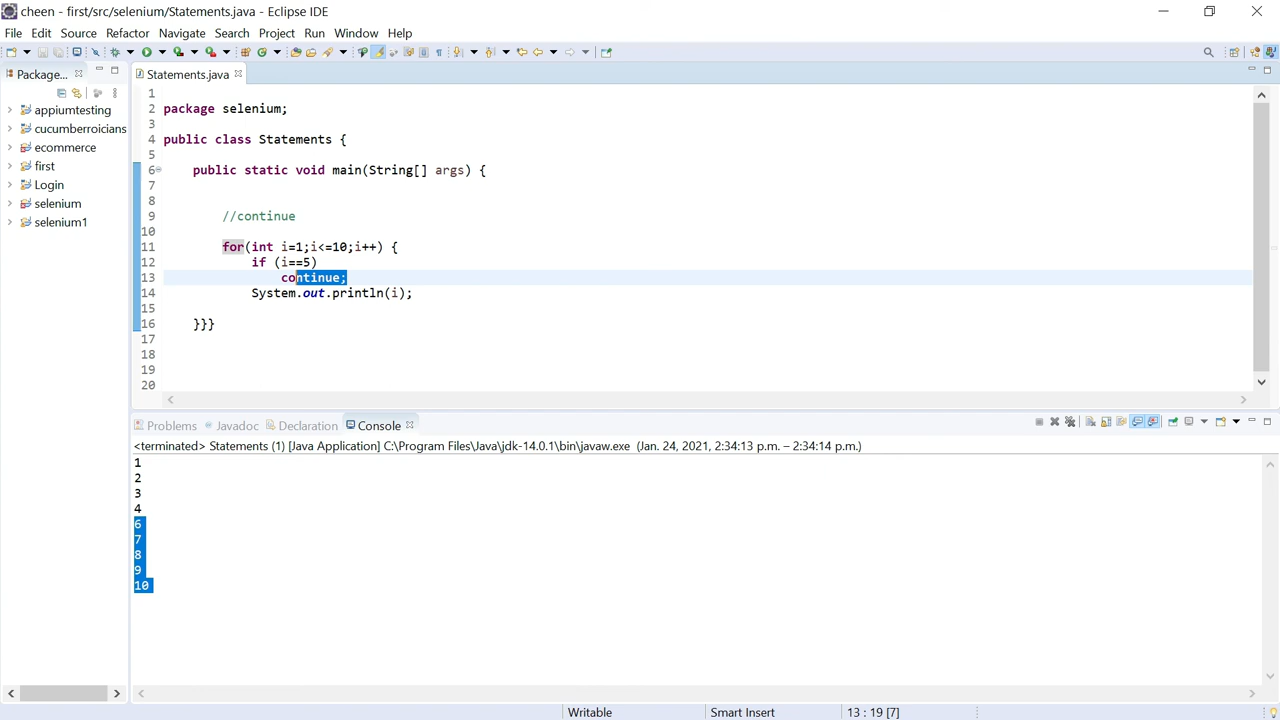 cheen - first/src/selenium/Statements.java - Eclipse IDE
File Edit Source Refactor Navigate Search Project Run Window Help
Package...
Statements.java
appiumtesting
cucumberroicians
ecommerce
first
Login
selenium
selenium1
1
2 package selenium;
3
4 public class Statements {
5
6 public static void main(String[] args) {
7
8
9 //continue
10
11 for(int i=1;i<=10;i++) {
12 if (i==5)
13 continue;
14 System.out.println(i);
15
16 }}}
17
18
19
20
Problems Javadoc Declaration Console
<terminated> Statements (1) [Java Application] C:\Program Files\Java\jdk-14.0.1\bin\javaw.exe (Jan. 24, 2021, 2:34:13 p.m. – 2:34:14 p.m.)
1
2
3
4
6
7
8
9
10
Writable Smart Insert 13 : 19 [7]